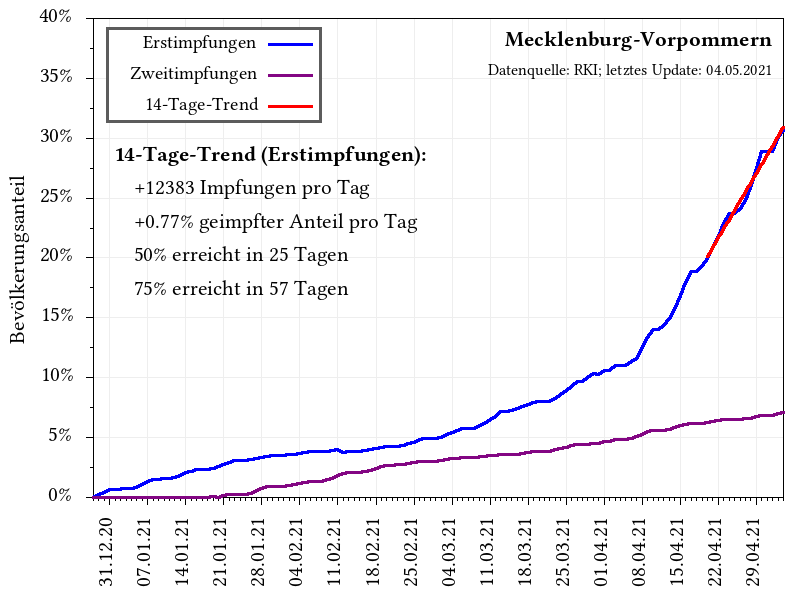 40%
35%
30%
25%
20%
15%
10%
5%
0%
Bevölkerungsanteil
Erstimpfungen
Zweitimpfungen
14-Tage-Trend
Mecklenburg-Vorpommern
Datenquelle: RKI; letztes Update: 04.05.2021
14-Tage-Trend (Erstimpfungen):
+12383 Impfungen pro Tag
+0.77% geimpfter Anteil pro Tag
50% erreicht in 25 Tagen
75% erreicht in 57 Tagen
31.12.20
07.01.21
14.01.21
21.01.21
28.01.21
04.02.21
11.02.21
18.02.21
25.02.21
04.03.21
11.03.21
18.03.21
25.03.21
01.04.21
08.04.21
15.04.21
22.04.21
29.04.21